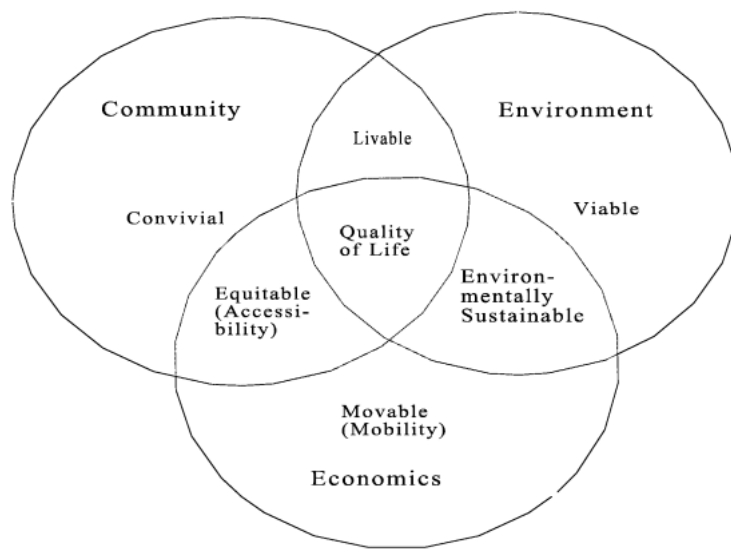 Community
Environment
Livable
Convivial
Viable
Quality
of Life
Equitable
(Accessi-
bility)
Environ-
mentally
Sustainable
Movable
(Mobility)
Economics